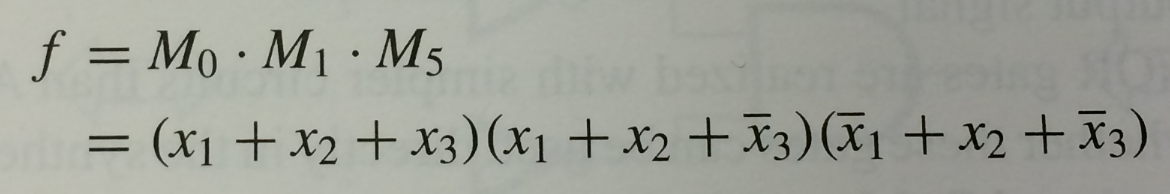 f = M₀ · M₁ · M₅
= (x₁ + x₂ + x₃)(x₁ + x₂ + x̅₃)(x̅₁ + x₂ + x̅₃)